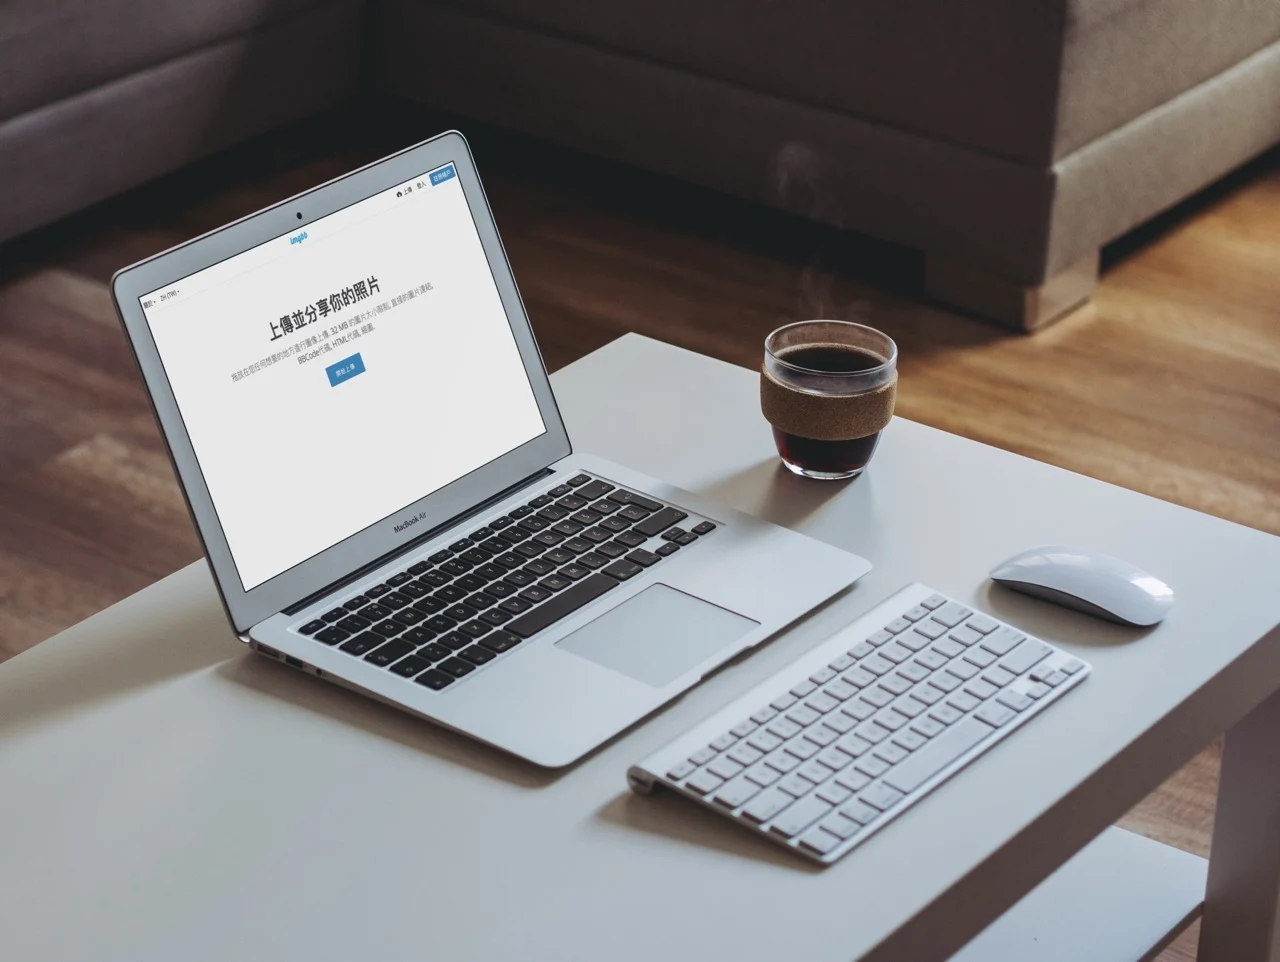 關於 ZH (TW)
上傳 登入 註冊帳戶
imgbb
上傳並分享你的照片
拖放在您任何想要的地方進行圖像上傳. 32 MB 的圖片大小限制. 直接的圖片連結,
BBCode代碼, HTML代碼, 縮圖.
開始上傳
MacBook Air